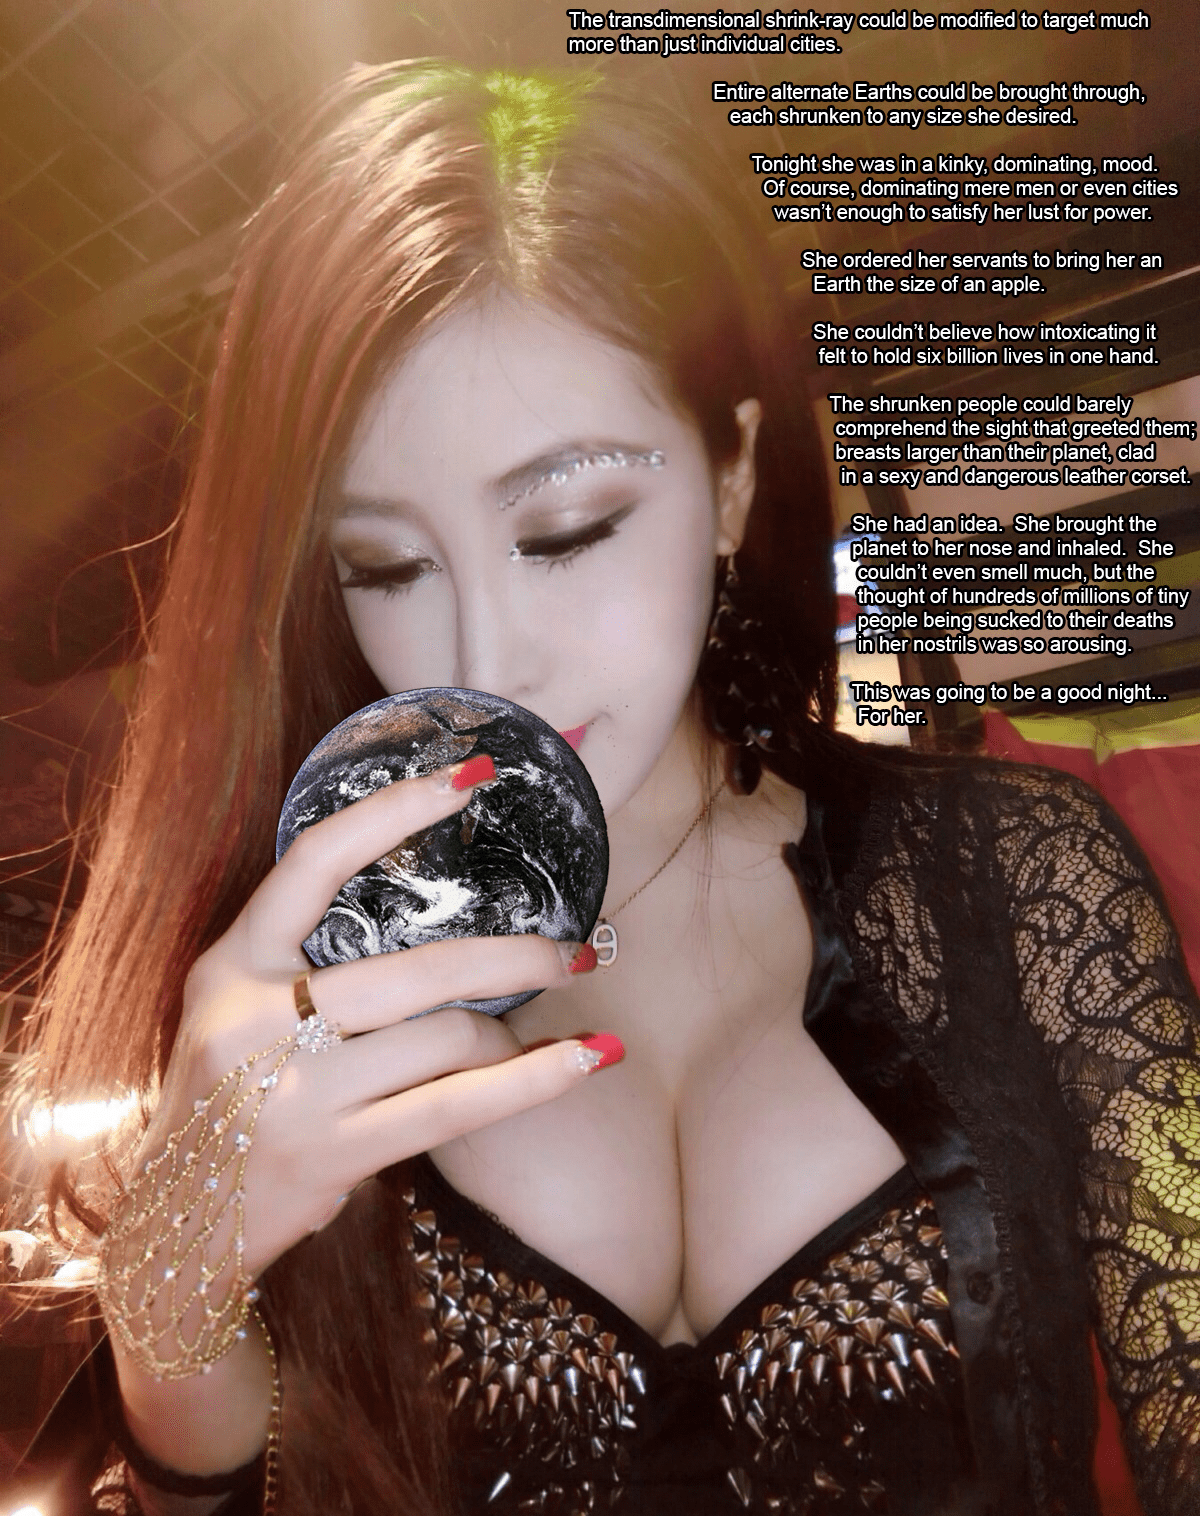 The transdimensional shrink-ray could be modified to target much
more than just individual cities.
Entire alternate Earths could be brought through,
each shrunken to any size she desired.
Tonight she was in a kinky, dominating, mood.
Of course, dominating mere men or even cities
wasn't enough to satisfy her lust for power.
She ordered her servants to bring her an
Earth the size of an apple.
She couldn't believe how intoxicating it
felt to hold six billion lives in one hand.
The shrunken people could barely
comprehend the sight that greeted them;
breasts larger than their planet, clad
in a sexy and dangerous leather corset.
She had an idea.  She brought the
planet to her nose and inhaled.  She
couldn't even smell much, but the
thought of hundreds of millions of tiny
people being sucked to their deaths
in her nostrils was so arousing.
This was going to be a good night...
For her.